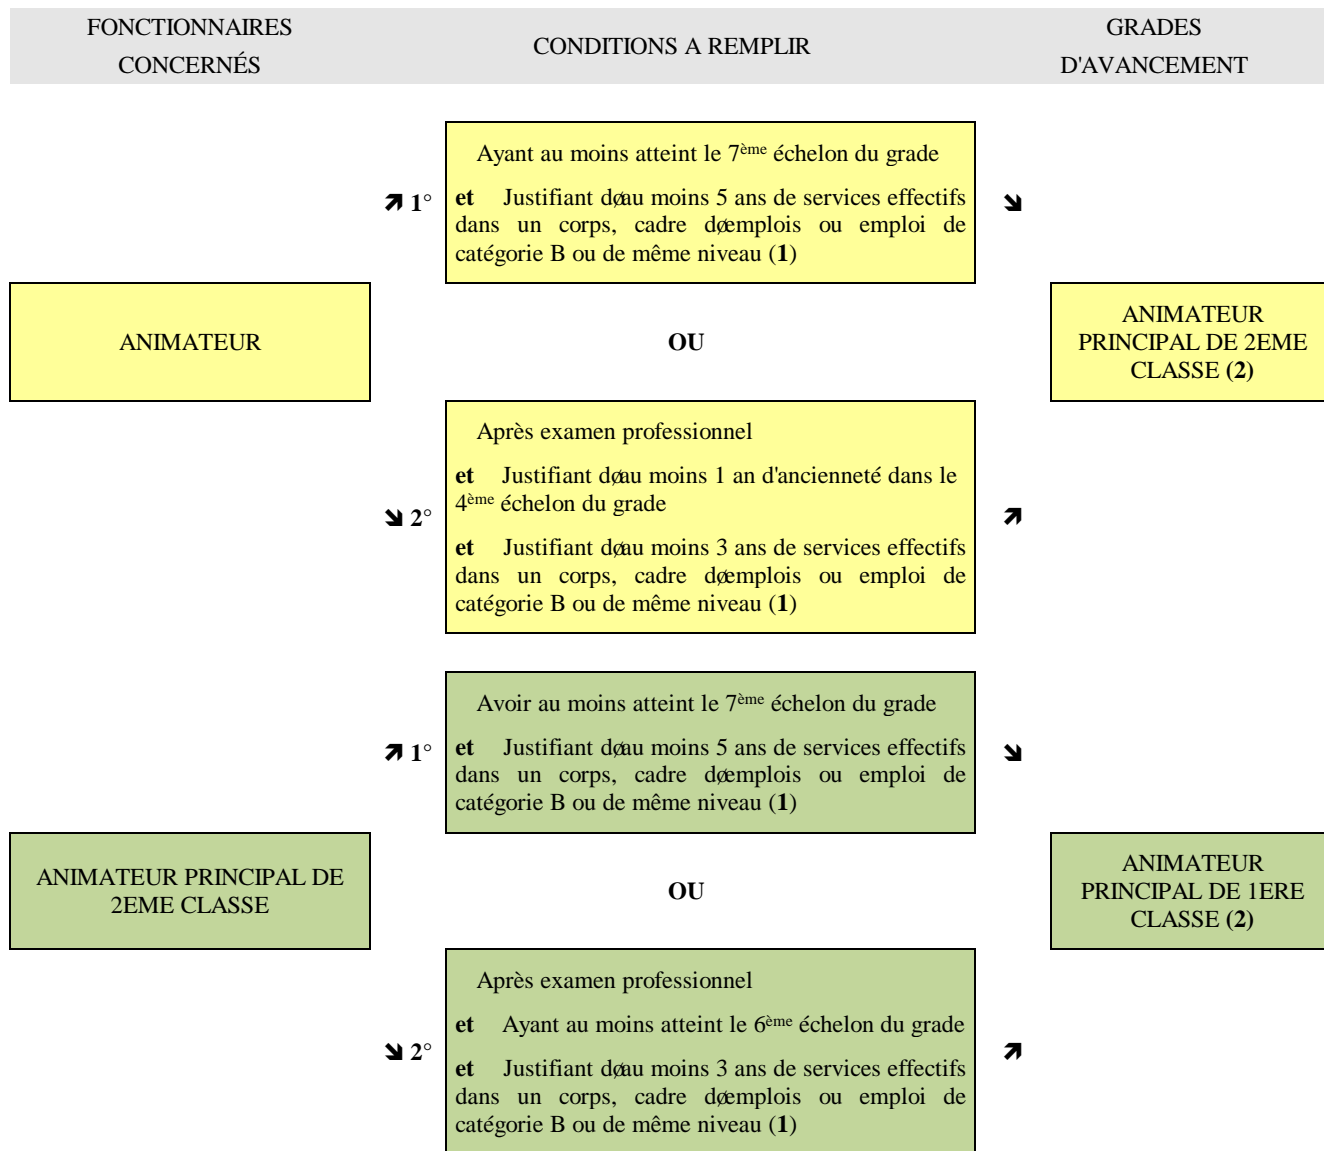 FONCTIONNAIRES
CONCERNÉS
CONDITIONS A REMPLIR
GRADES
D'AVANCEMENT
Ayant au moins atteint le 7ème échelon du grade
1° et Justifiant døau moins 5 ans de services effectifs
dans un corps, cadre døemplois ou emploi de
catégorie B ou de même niveau (1)
ANIMATEUR
OU
ANIMATEUR
PRINCIPAL DE 2EME
CLASSE (2)
Après examen professionnel
et Justifiant døau moins 1 an d'ancienneté dans le
4ème échelon du grade
2°
et Justifiant døau moins 3 ans de services effectifs
dans un corps, cadre døemplois ou emploi de
catégorie B ou de même niveau (1)
Avoir au moins atteint le 7ème échelon du grade
1° et Justifiant døau moins 5 ans de services effectifs
dans un corps, cadre døemplois ou emploi de
catégorie B ou de même niveau (1)
ANIMATEUR PRINCIPAL DE
2EME CLASSE
OU
ANIMATEUR
PRINCIPAL DE 1ERE
CLASSE (2)
Après examen professionnel
et Ayant au moins atteint le 6ème échelon du grade
2°
et Justifiant døau moins 3 ans de services effectifs
dans un corps, cadre døemplois ou emploi de
catégorie B ou de même niveau (1)